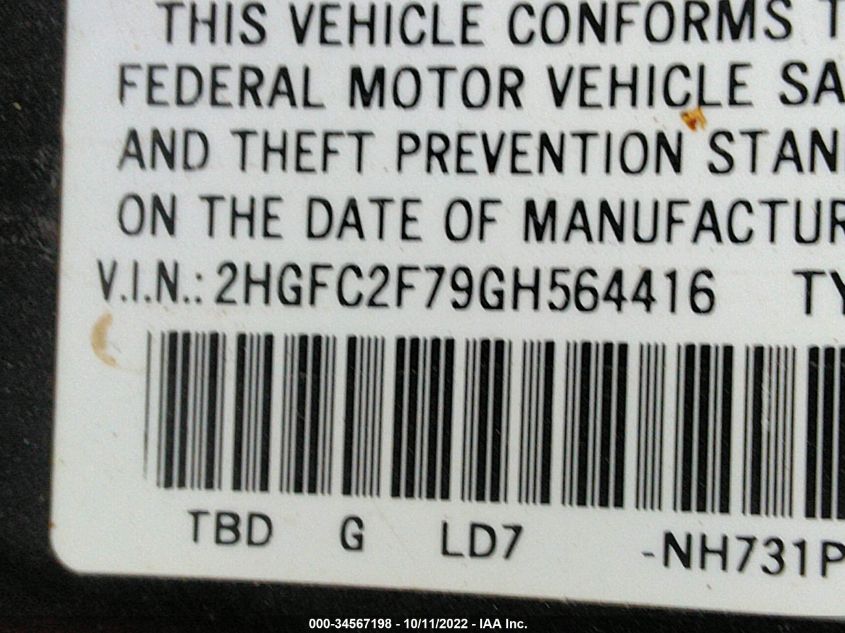 THIS VEHICLE CONFORMS T
FEDERAL MOTOR VEHICLE SA
AND THEFT PREVENTION STAN
ON THE DATE OF MANUFACTUR
V.I.N.: 2HGFC2F79GH564416 TY
TBD G LD7 -NH731P
000-34567198 - 10/11/2022 - IAA Inc.